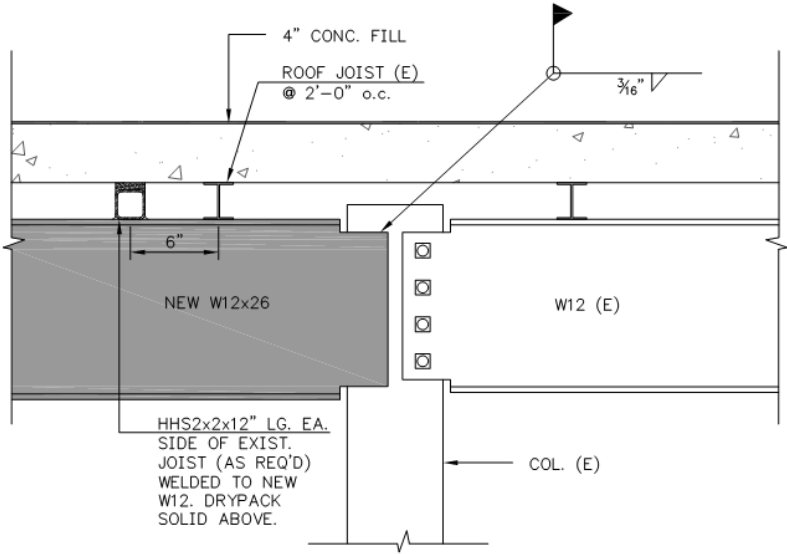 4" CONC. FILL
ROOF JOIST (E)
@ 2'-0" o.c.
3/16"
6"
NEW W12x26
W12 (E)
HHS2x2x12" LG. EA.
SIDE OF EXIST.
JOIST (AS REQ'D)
WELDED TO NEW
W12. DRYPACK
SOLID ABOVE.
COL. (E)